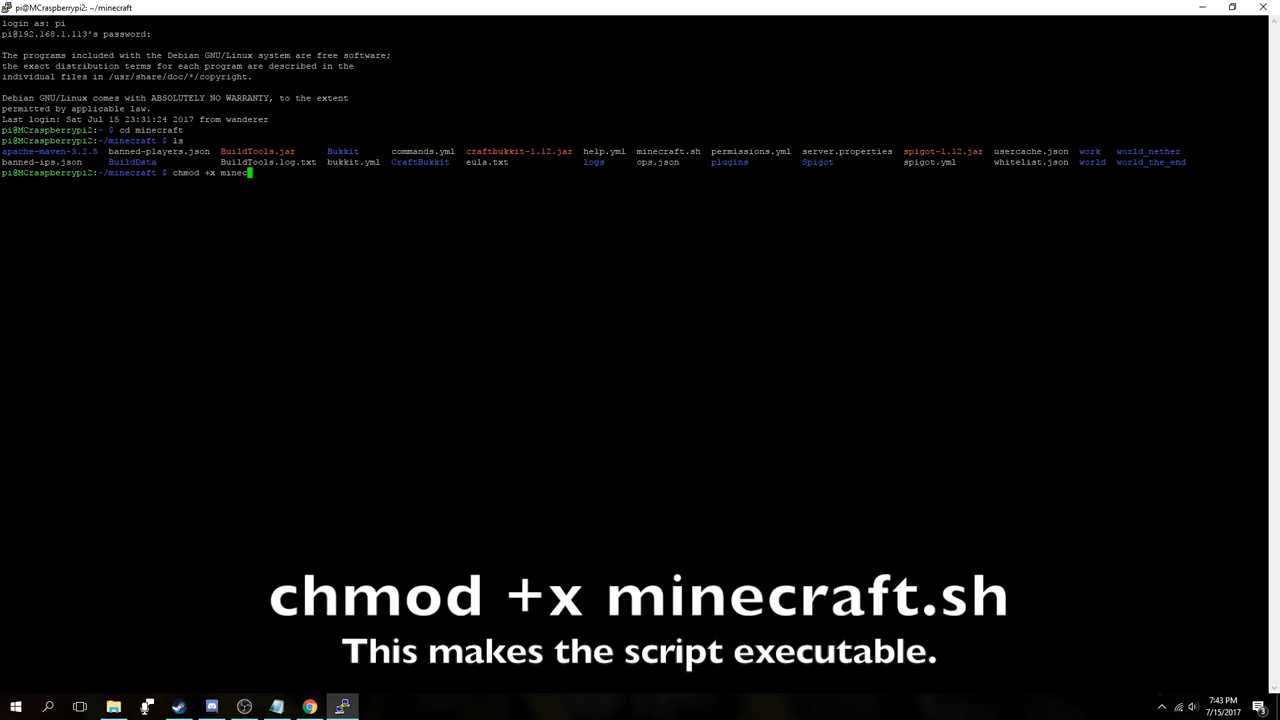 pi@MCraspberrypi2: ~/minecraft
login as: pi
pi@192.168.1.113's password:
The programs included with the Debian GNU/Linux system are free software;
the exact distribution terms for each program are described in the
individual files in /usr/share/doc/*/copyright.
Debian GNU/Linux comes with ABSOLUTELY NO WARRANTY, to the extent
permitted by applicable law.
Last login: Sat Jul 15 23:31:24 2017 from wanderer
pi@MCraspberrypi2:~ $ cd minecraft
pi@MCraspberrypi2:~/minecraft $ ls
apache-maven-3.2.5 banned-players.json BuildTools.jar Bukkit commands.yml craftbukkit-1.12.jar help.yml minecraft.sh permissions.yml server.properties spigot-1.12.jar usercache.json work world_nether
banned-ips.json BuildData BuildTools.log.txt bukkit.yml CraftBukkit eula.txt logs ops.json plugins Spigot spigot.yml whitelist.json world world_the_end
pi@MCraspberrypi2:~/minecraft $ chmod +x minec
chmod +x minecraft.sh
This makes the script executable.
7:43 PM
7/15/2017
3